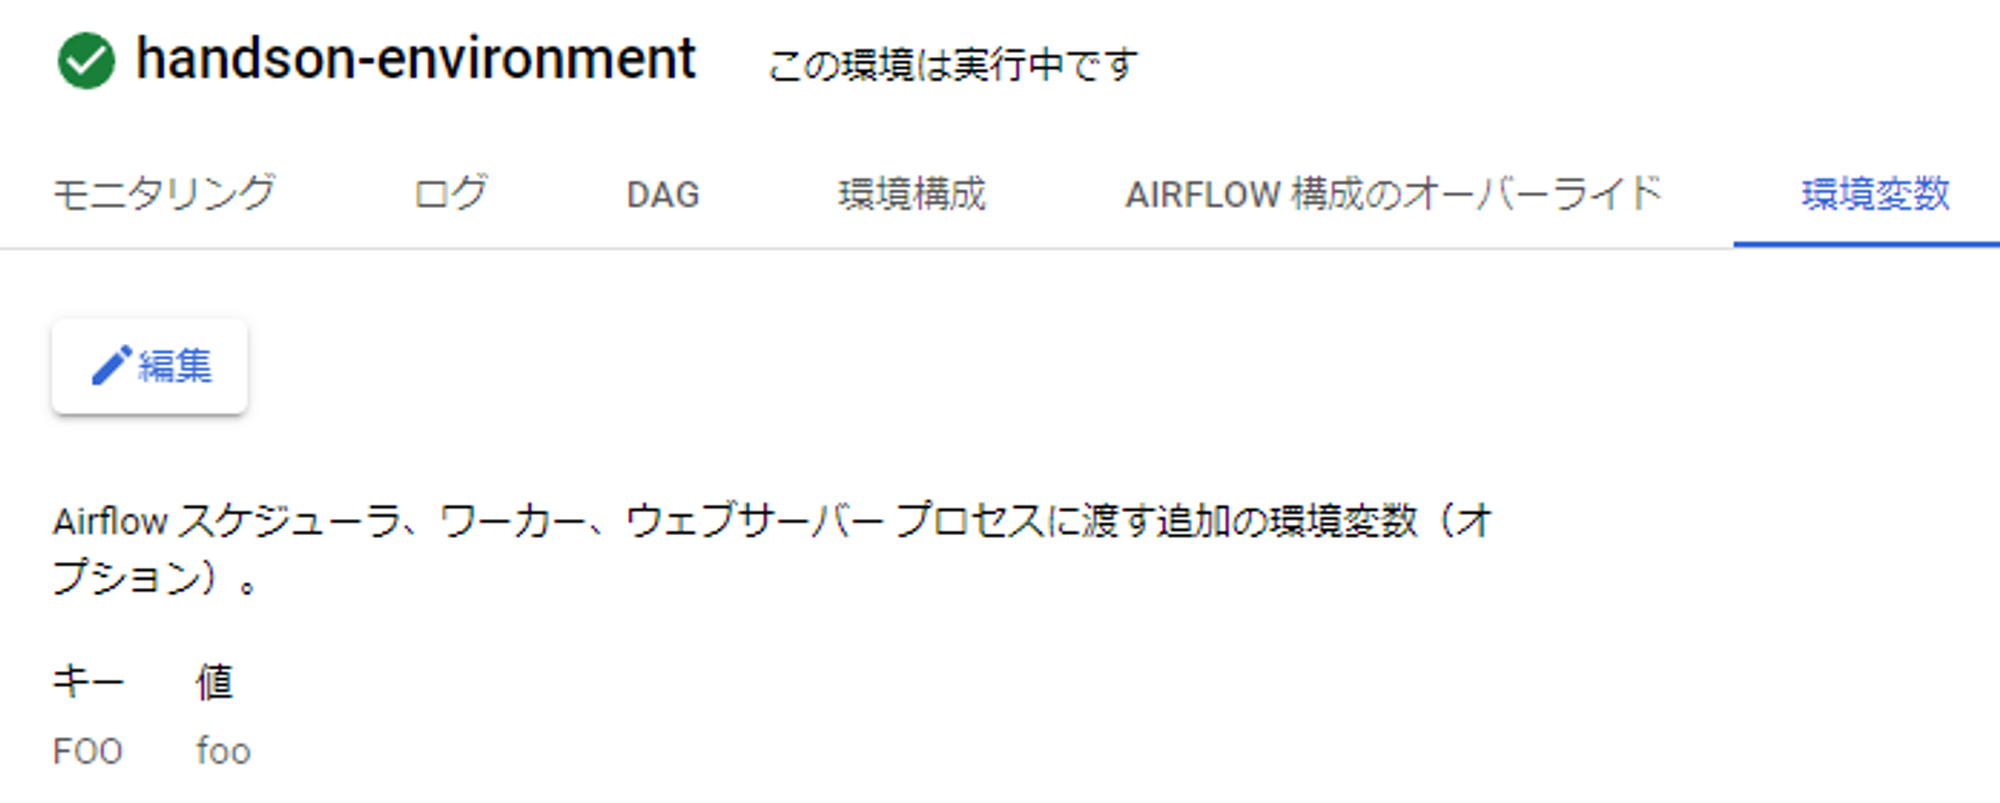 handson-environment この環境は実行中です
モニタリング ログ DAG 環境構成 AIRFLOW 構成のオーバーライド 環境変数
編集
Airflow スケジューラ、ワーカー、ウェブサーバー プロセスに渡す追加の環境変数（オ
プション）。
キー 値
FOO foo